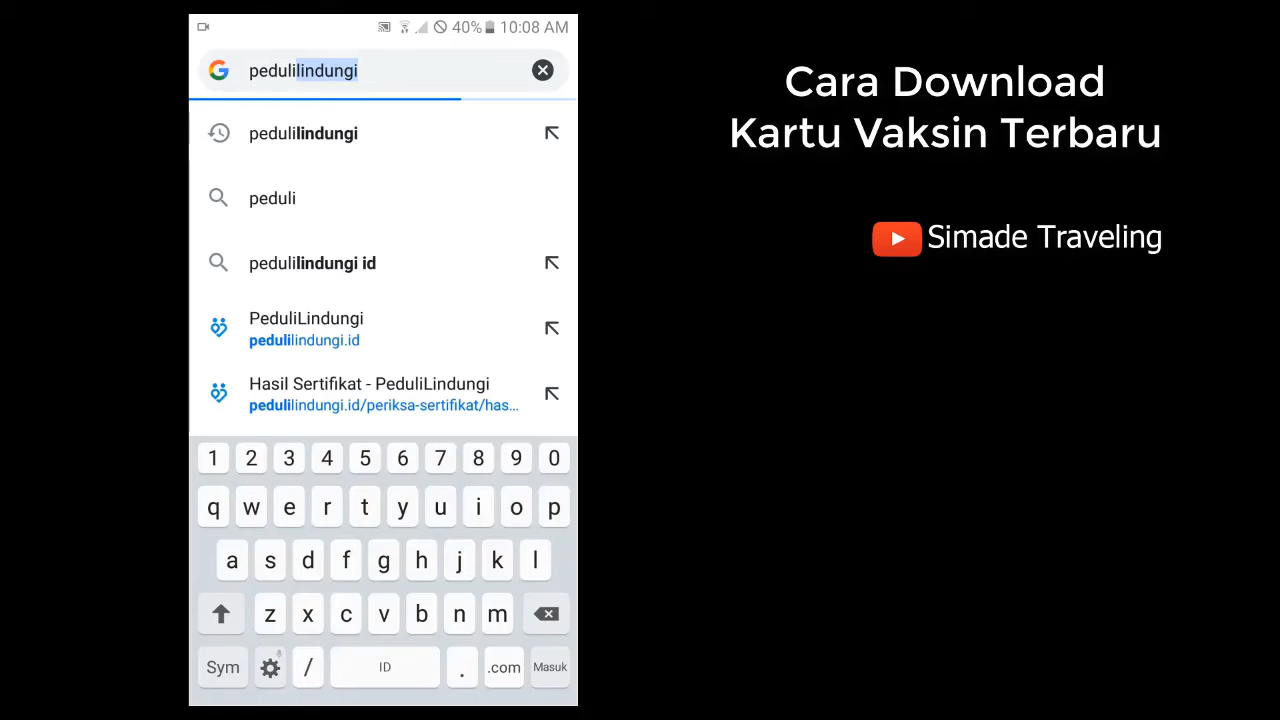 40% 10:08 AM
pedulilindungi
pedulilindungi
peduli
pedulilindungi id
PeduliLindungi
pedulilindungi.id
Hasil Sertifikat - PeduliLindungi
pedulilindungi.id/periksa-sertifikat/has...
1 2 3 4 5 6 7 8 9 0
q w e r t y u i o p
a s d f g h j k l
z x c v b n m
Sym / ID . .com Masuk
Cara Download
Kartu Vaksin Terbaru
Simade Traveling